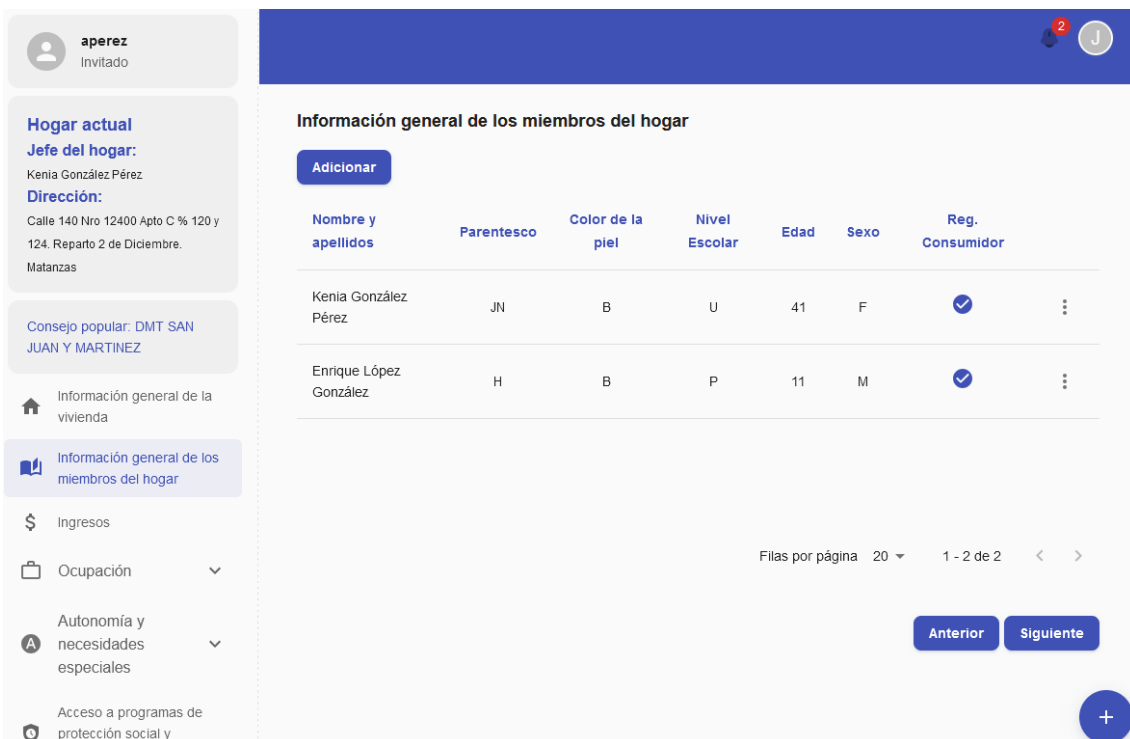 aperez
Invitado
2
J
Hogar actual
Jefe del hogar:
Kenia González Pérez
Dirección:
Calle 140 Nro 12400 Apto C % 120 y
124. Reparto 2 de Diciembre.
Matanzas
Consejo popular: DMT SAN
JUAN Y MARTINEZ
Información general de la
vivienda
Información general de los
miembros del hogar
Ingresos
Ocupación
A
Autonomía y
necesidades
especiales
Acceso a programas de
protección social y
Información general de los miembros del hogar
Adicionar
Nombre y apellidos Parentesco Color de la piel Nivel Escolar Edad Sexo Reg. Consumidor
Kenia González Pérez JN B U 41 F
Enrique López González H B P 11 M
Filas por página 20 1 - 2 de 2
Anterior Siguiente
+